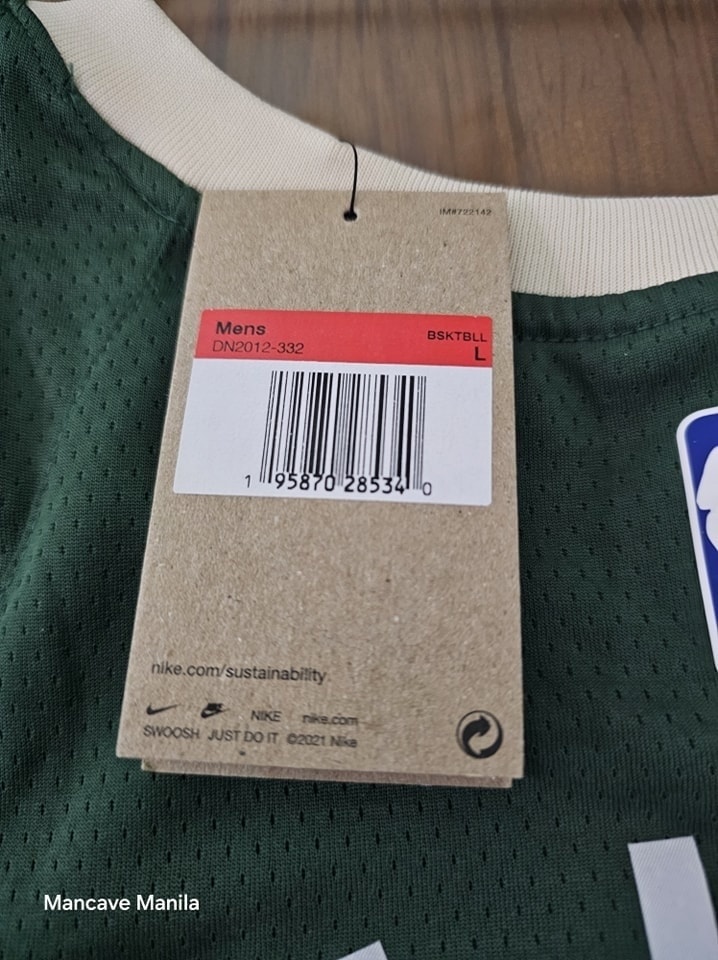 IM#722142
Mens
DN2012-332
BSKTBLL
L
1 95870 28534 0
nike.com/sustainability
NIKE nike.com
SWOOSH JUST DO IT ©2021 Nike
Mancave Manila